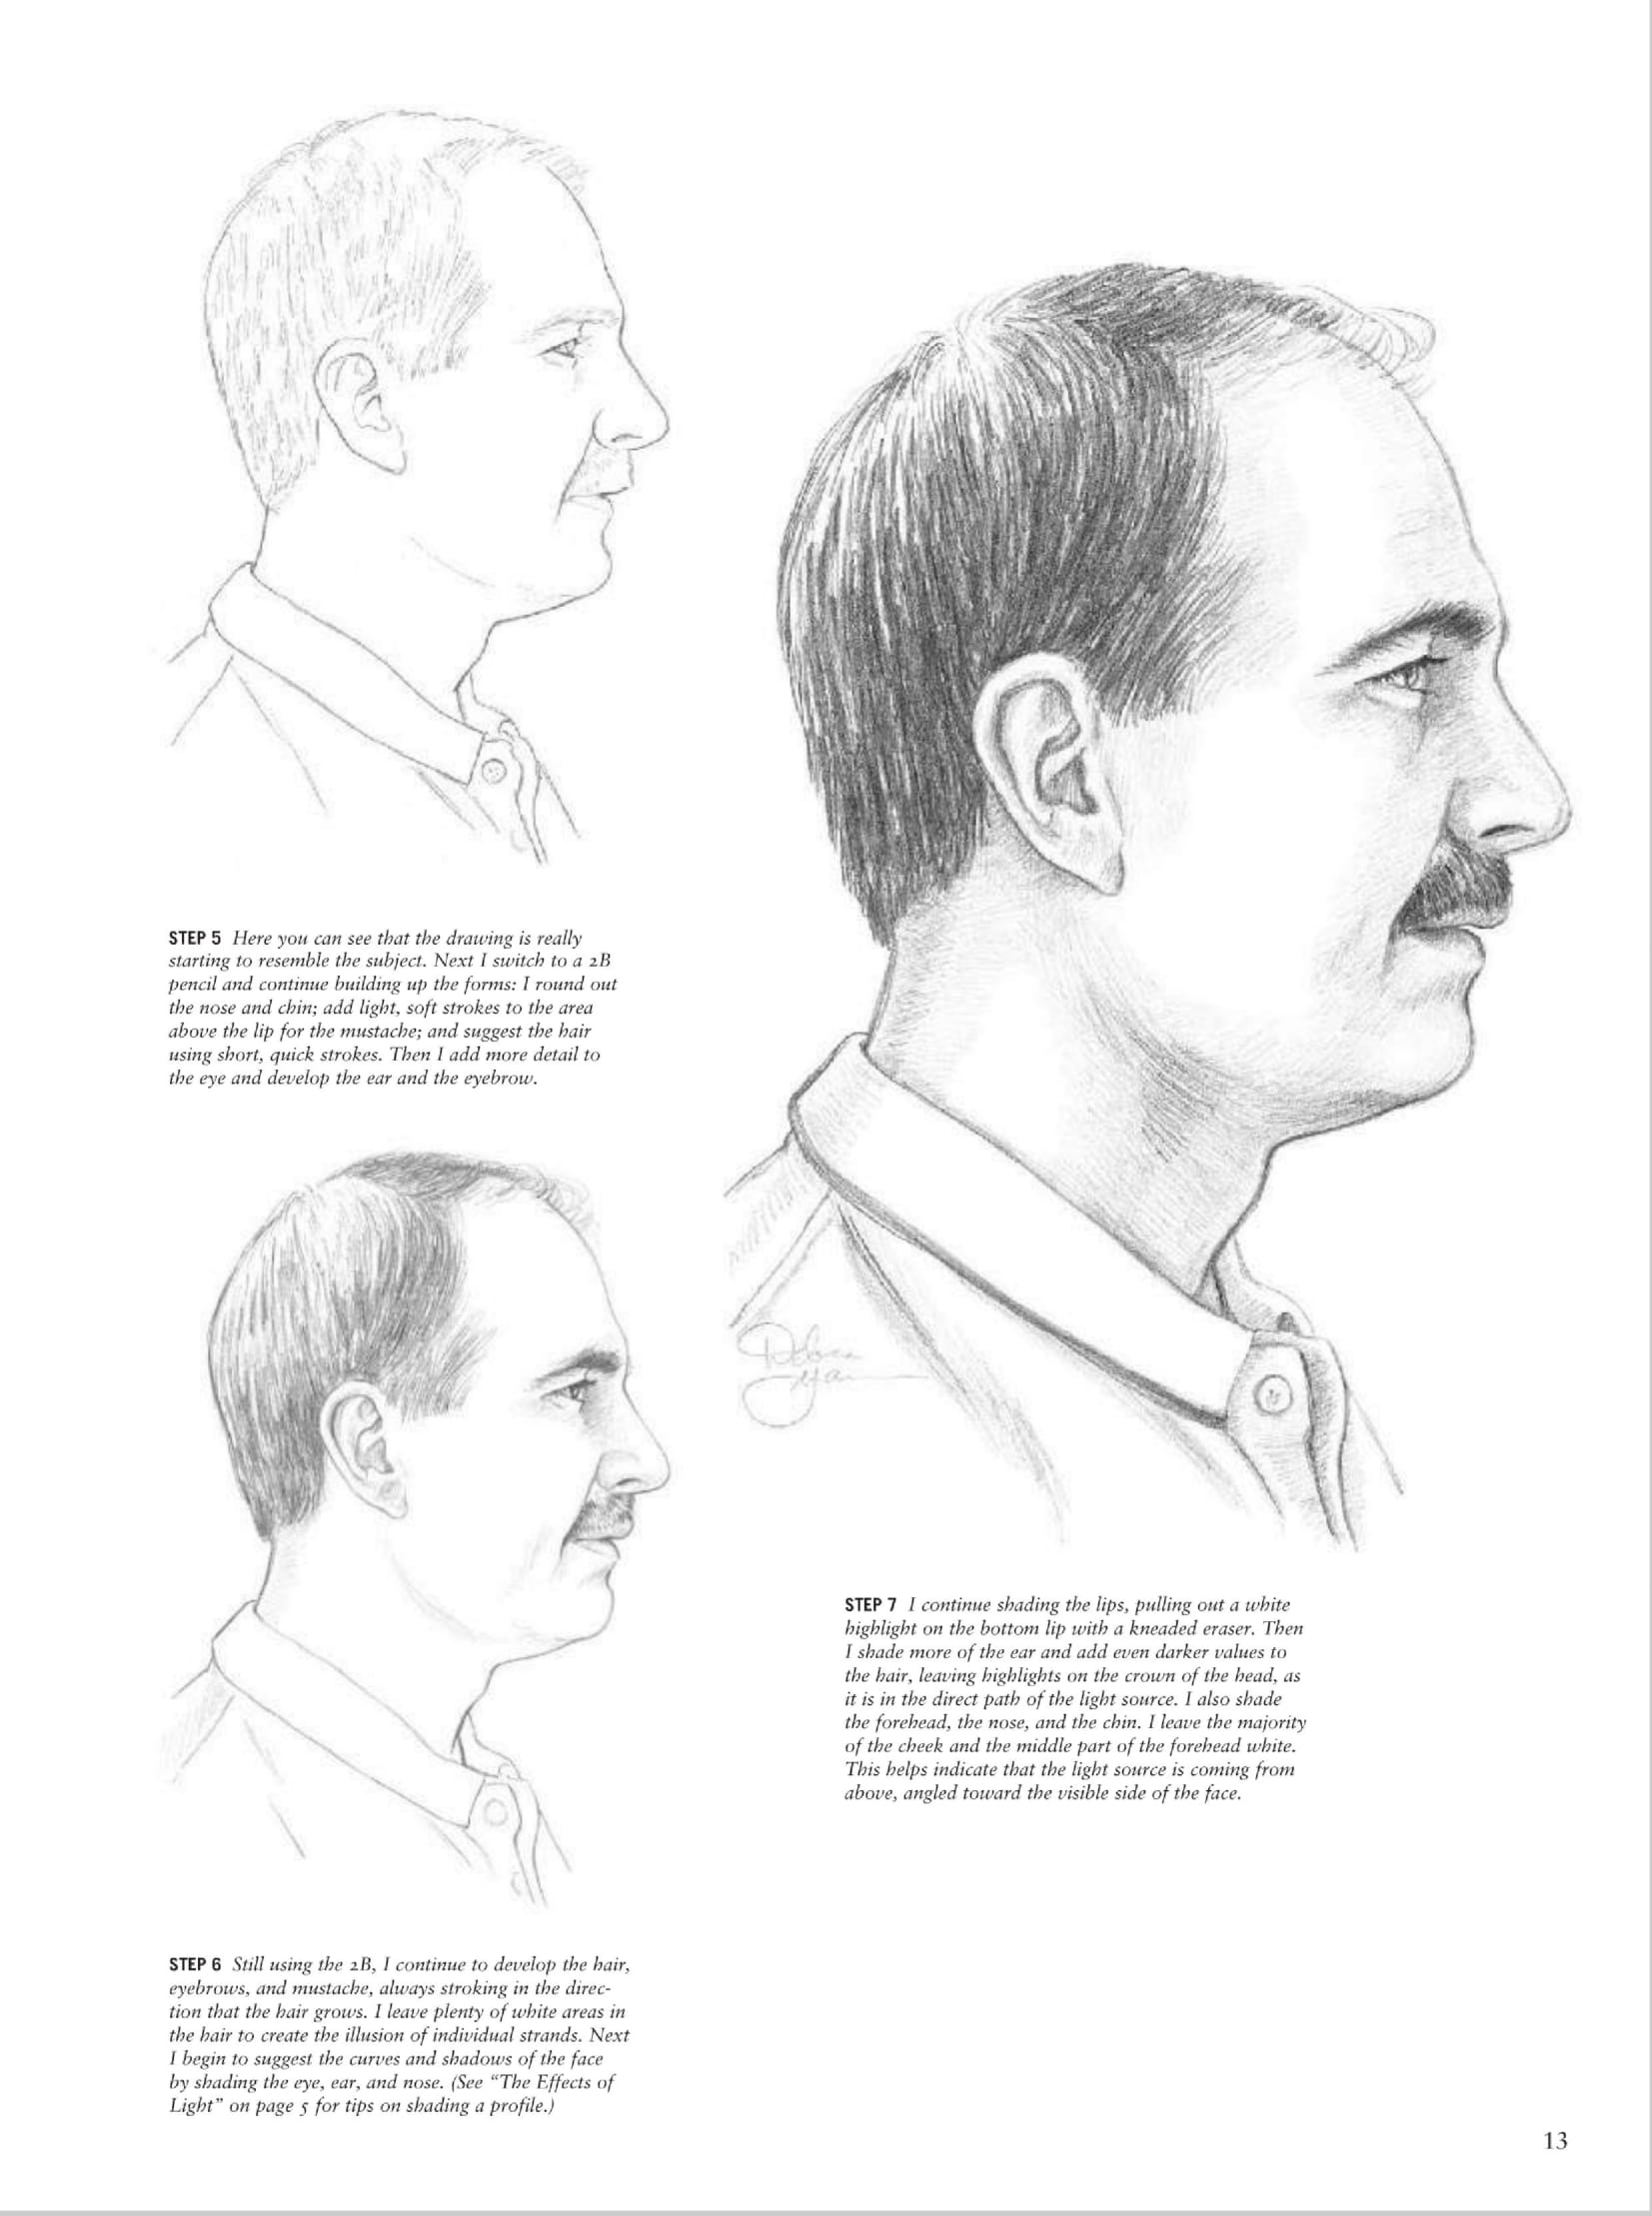 STEP 5 Here you can see that the drawing is really
starting to resemble the subject. Next I switch to a 2B
pencil and continue building up the forms: I round out
the nose and chin; add light, soft strokes to the area
above the lip for the mustache; and suggest the hair
using short, quick strokes. Then I add more detail to
the eye and develop the ear and the eyebrow.
STEP 6 Still using the 2B, I continue to develop the hair,
eyebrows, and mustache, always stroking in the direc-
tion that the hair grows. I leave plenty of white areas in
the hair to create the illusion of individual strands. Next
I begin to suggest the curves and shadows of the face
by shading the eye, ear, and nose. (See “The Effects of
Light” on page 5 for tips on shading a profile.)
STEP 7 I continue shading the lips, pulling out a white
highlight on the bottom lip with a kneaded eraser. Then
I shade more of the ear and add even darker values to
the hair, leaving highlights on the crown of the head, as
it is in the direct path of the light source. I also shade
the forehead, the nose, and the chin. I leave the majority
of the cheek and the middle part of the forehead white.
This helps indicate that the light source is coming from
above, angled toward the visible side of the face.
13